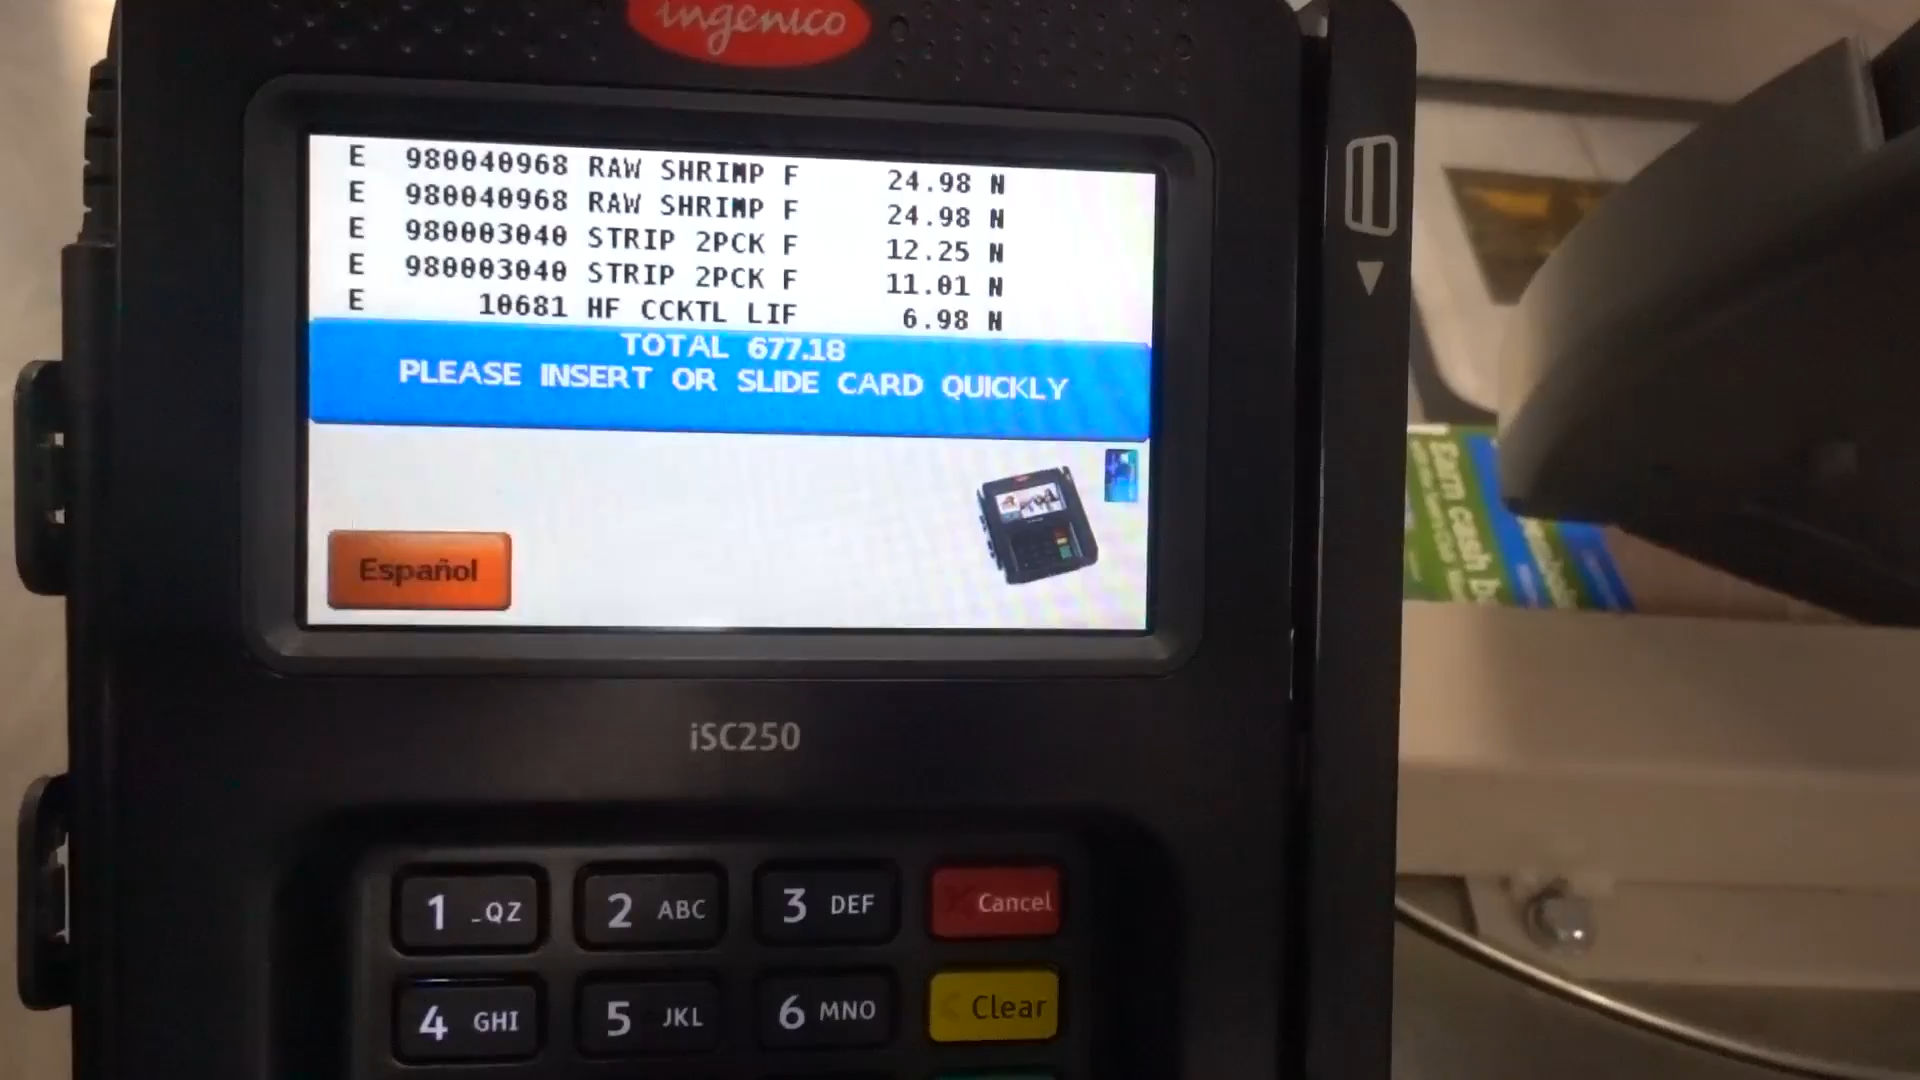 ingenico
E 980040968 RAW SHRIMP F 24.98 N
E 980040968 RAW SHRIMP F 24.98 N
E 980003040 STRIP 2PCK F 12.25 N
E 980003040 STRIP 2PCK F 11.01 N
E 10681 HF CCKTL LIF 6.98 N
TOTAL 677.18
PLEASE INSERT OR SLIDE CARD QUICKLY
Español
iSC250
1 _QZ 2 ABC 3 DEF Cancel
4 GHI 5 JKL 6 MNO < Clear
Earn cash